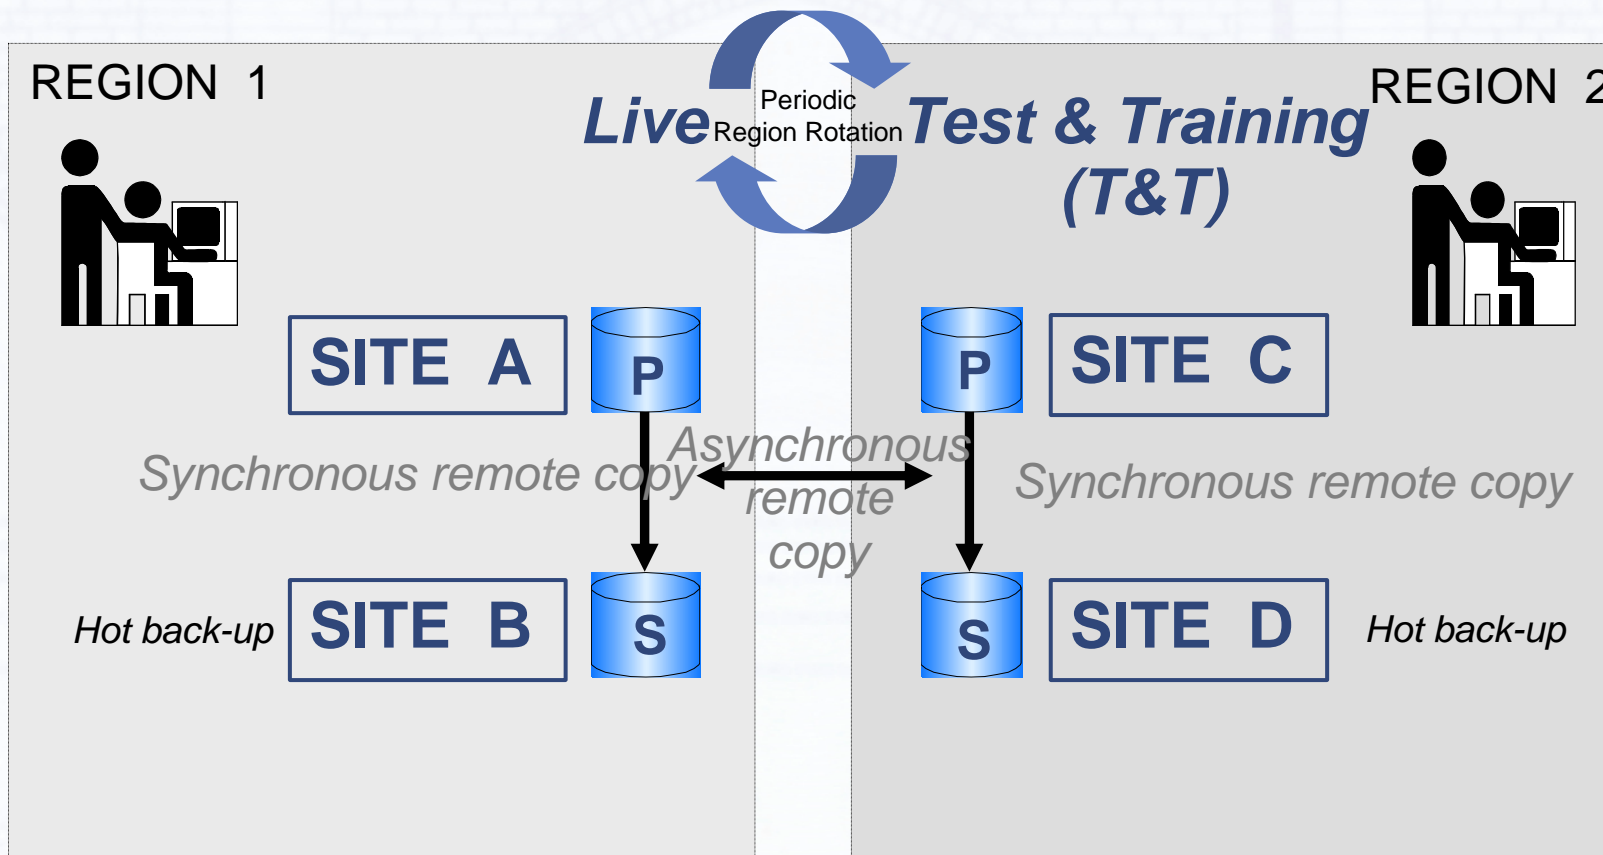 REGION 1
REGION 2
Live
Periodic
Region Rotation
Test & Training
(T&T)
SITE A
P
P
SITE C
Synchronous remote copy
Asynchronous
remote
copy
Synchronous remote copy
Hot back-up
SITE B
S
S
SITE D
Hot back-up